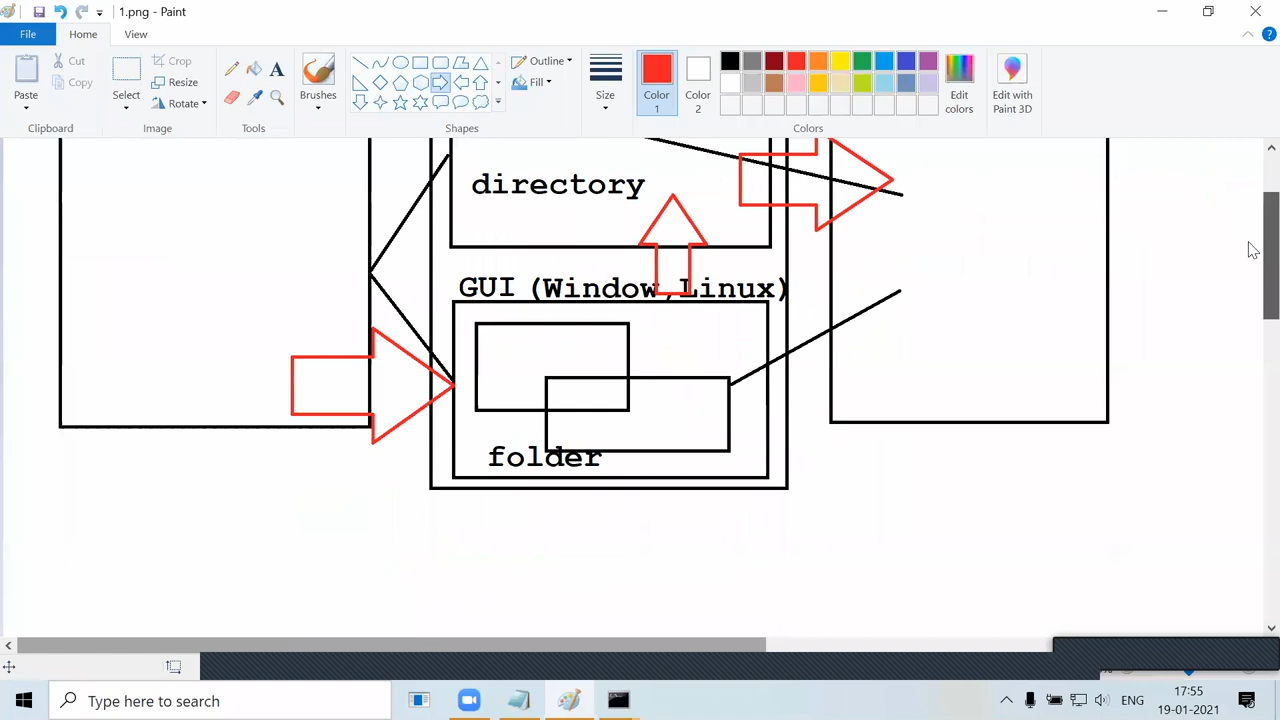 1.png - Paint
File
Home
View
Paste
Cut
Copy
Clipboard
Select
Crop
Resize
Rotate
Image
A
Tools
Brushes
Shapes
Outline
Fill
Size
Color
1
Color
2
Colors
Edit
colors
Edit with
Paint 3D
?
directory
GUI (Window,Linux)
folder
Type here to search
ENG
17:55
19-01-2021